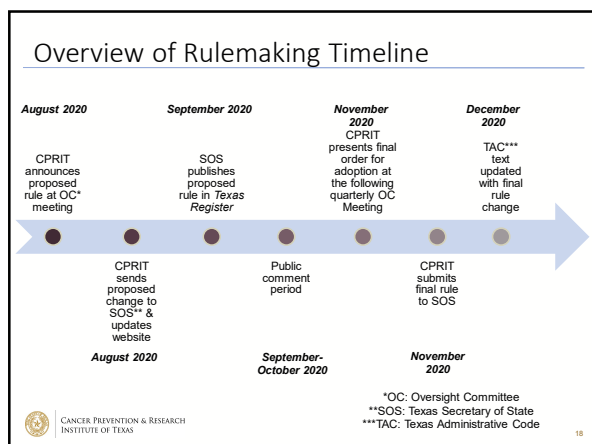 Overview of Rulemaking Timeline
August 2020
CPRIT
announces
proposed
rule at OC*
meeting
CPRIT
sends
proposed
change to
SOS** &
updates
website
August 2020
September 2020
SOS
publishes
proposed
rule in Texas
Register
Public
comment
period
September-
October 2020
November
2020
CPRIT
presents final
order for
adoption at
the following
quarterly OC
Meeting
CPRIT
submits
final rule
to SOS
November
2020
December
2020
TAC***
text
updated
with final
rule
change
*OC: Oversight Committee
**SOS: Texas Secretary of State
***TAC: Texas Administrative Code
CANCER PREVENTION & RESEARCH
INSTITUTE OF TEXAS
18